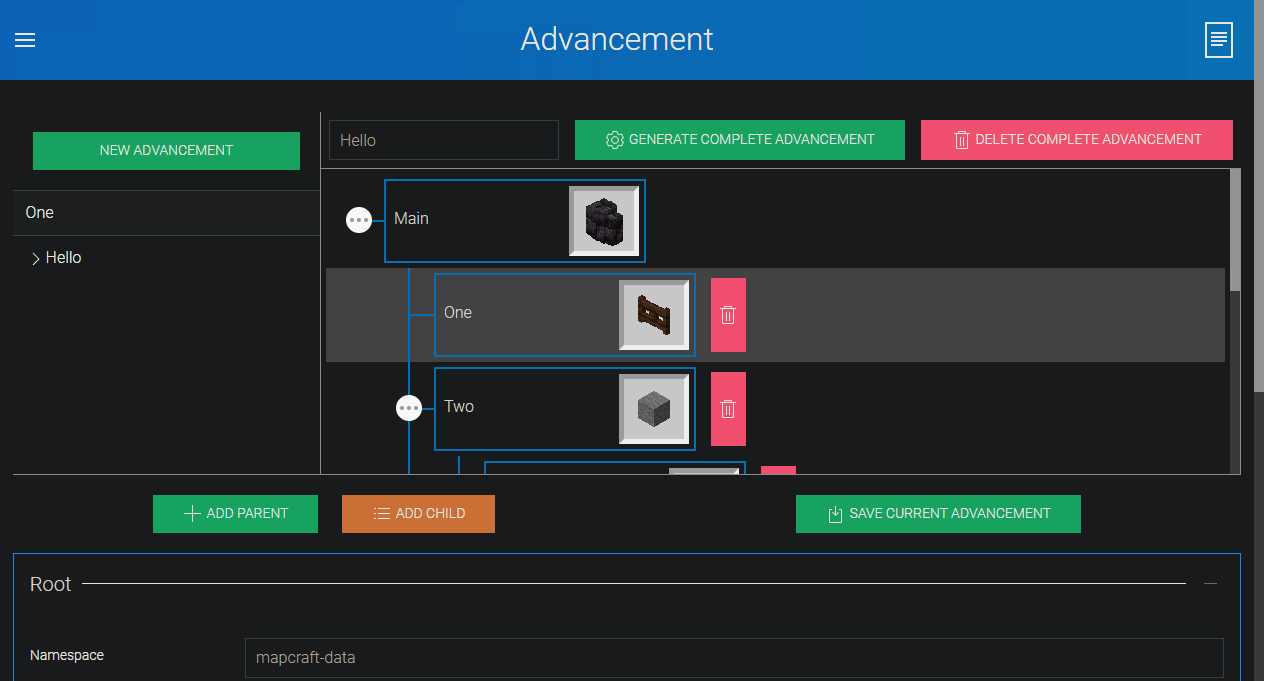 Advancement
NEW ADVANCEMENT
Hello
GENERATE COMPLETE ADVANCEMENT
DELETE COMPLETE ADVANCEMENT
One
Hello
Main
One
Two
ADD PARENT
ADD CHILD
SAVE CURRENT ADVANCEMENT
Root
Namespace
mapcraft-data